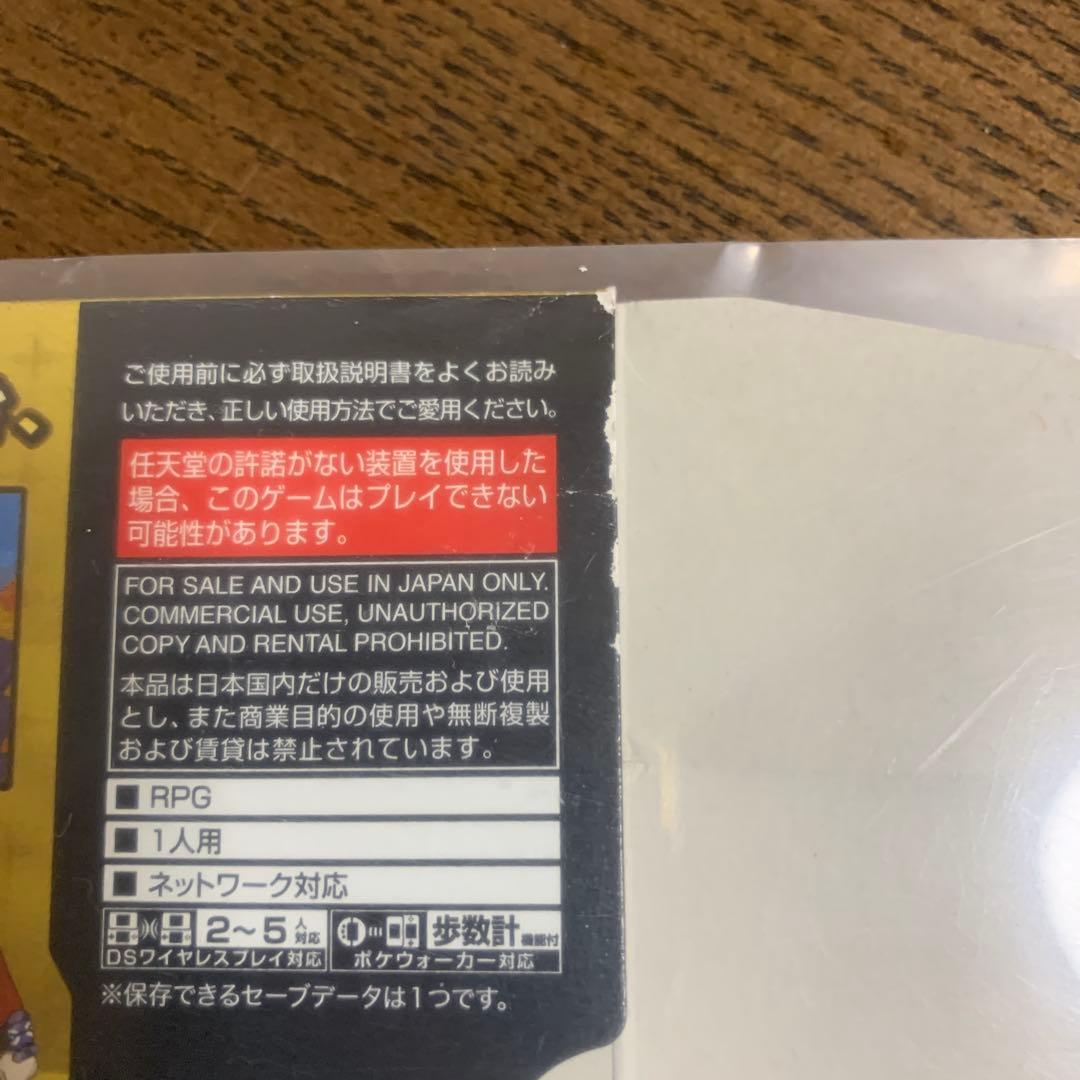 ご使用前に必ず取扱説明書をよくお読み
いただき、正しい使用方法でご愛用ください。
任天堂の許諾がない装置を使用した
場合、このゲームはプレイできない
可能性があります。
FOR SALE AND USE IN JAPAN ONLY.
COMMERCIAL USE, UNAUTHORIZED
COPY AND RENTAL PROHIBITED.
本品は日本国内だけの販売および使用
とし、また商業目的の使用や無断複製
および賃貸は禁止されています。
■ RPG
■ 1人用
■ ネットワーク対応
2～5人対応
DSワイヤレスプレイ対応
歩数計機能付
ポケウォーカー対応
※保存できるセーブデータは1つです。